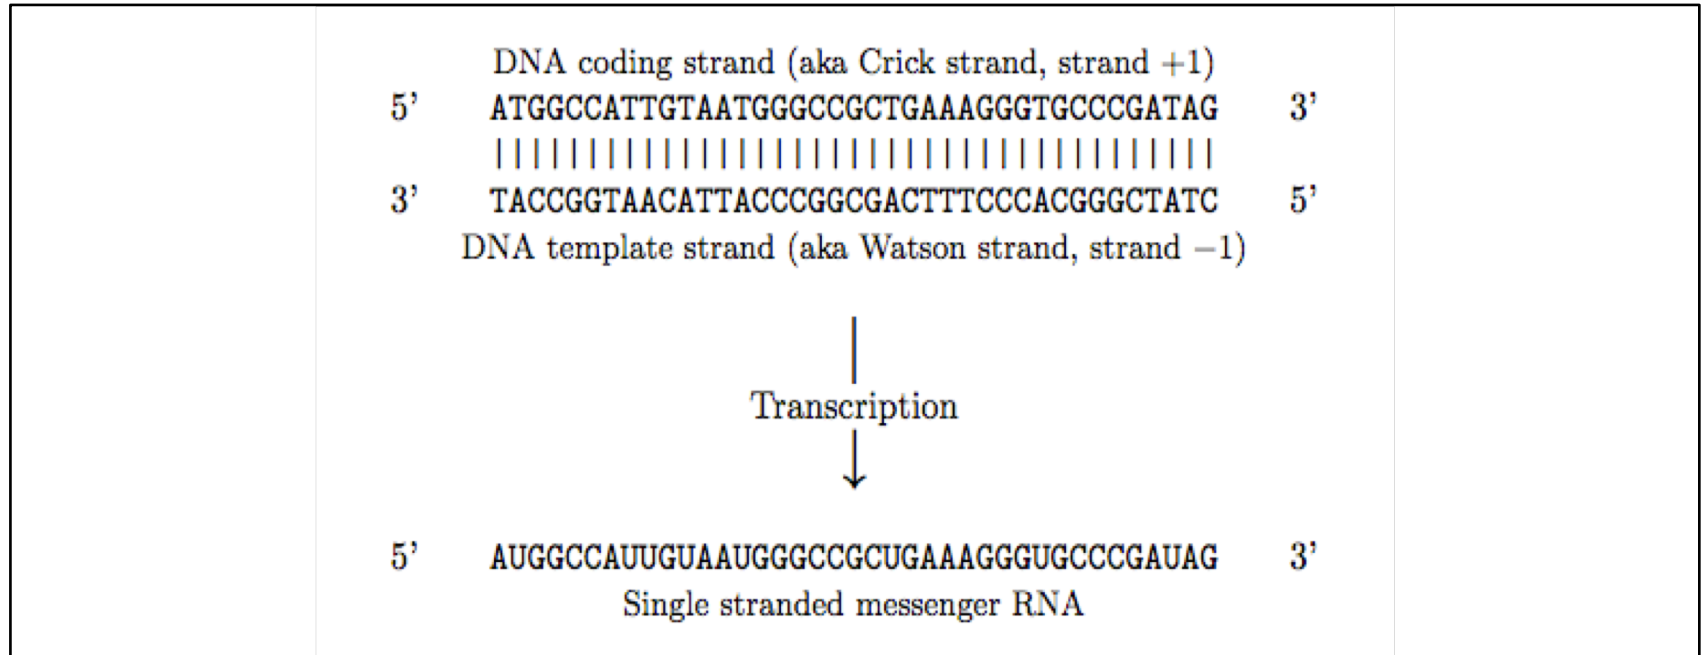 DNA coding strand (aka Crick strand, strand +1)
5’ ATGGCCATTGTAATGGGCCGCTGAAAGGGTGCCCGATAG 3’
|||||||||||||||||||||||||||||||||||||||
3’ TACCGGTAACATTACCCGGCGACTTTCCCACGGGCTATC 5’
DNA template strand (aka Watson strand, strand −1)
|
Transcription
↓
5’ AUGGCCAUUGUAAUGGGCCGCUGAAAGGGUGCCCGAUAG 3’
Single stranded messenger RNA